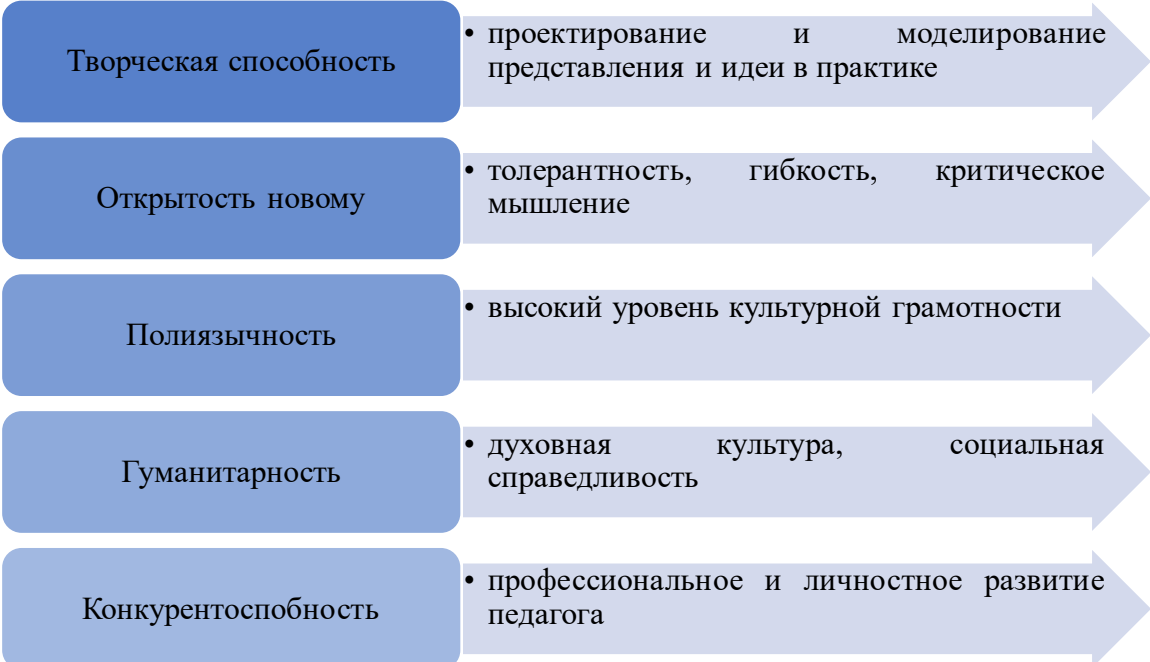 Творческая способность
• проектирование и моделирование
представления и идеи в практике
Открытость новому
• толерантность, гибкость, критическое
мышление
Полиязычность
• высокий уровень культурной грамотности
Гуманитарность
• духовная культура, социальная
справедливость
Конкурентоспобность
• профессиональное и личностное развитие
педагога